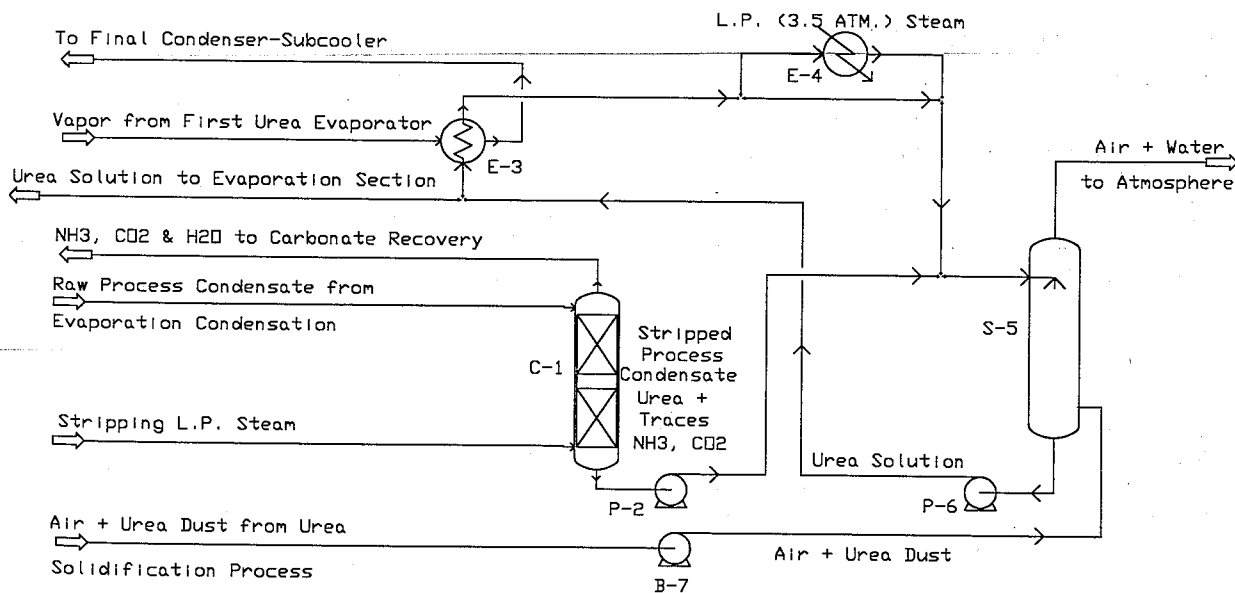 L.P. (3.5 ATM.) Steam
To Final Condenser-Subcooler
E-4
Vapor from First Urea Evaporator
E-3
Air + Water
to Atmosphere
Urea Solution to Evaporation Section
NH3, CO2 & H2O to Carbonate Recovery
Raw Process Condensate from
Evaporation Condensation
C-1
Stripped
Process
Condensate
Urea +
Traces
NH3, CO2
S-5
Stripping L.P. Steam
Urea Solution
P-2
P-6
Air + Urea Dust from Urea
Solidification Process
B-7
Air + Urea Dust